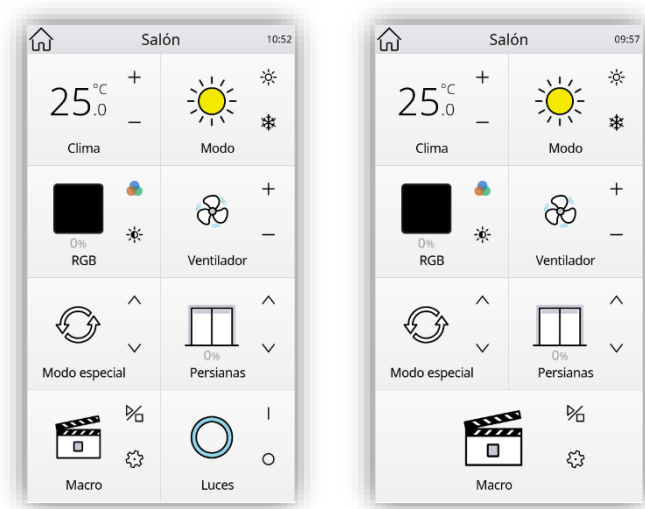 Salón 10:52
25 °C .0 + −
Clima
Modo
0%
RGB
+ −
Ventilador
Modo especial
0%
Persianas
Macro
Luces
Salón 09:57
25 °C .0 + −
Clima
Modo
0%
RGB
+ −
Ventilador
Modo especial
0%
Persianas
Macro